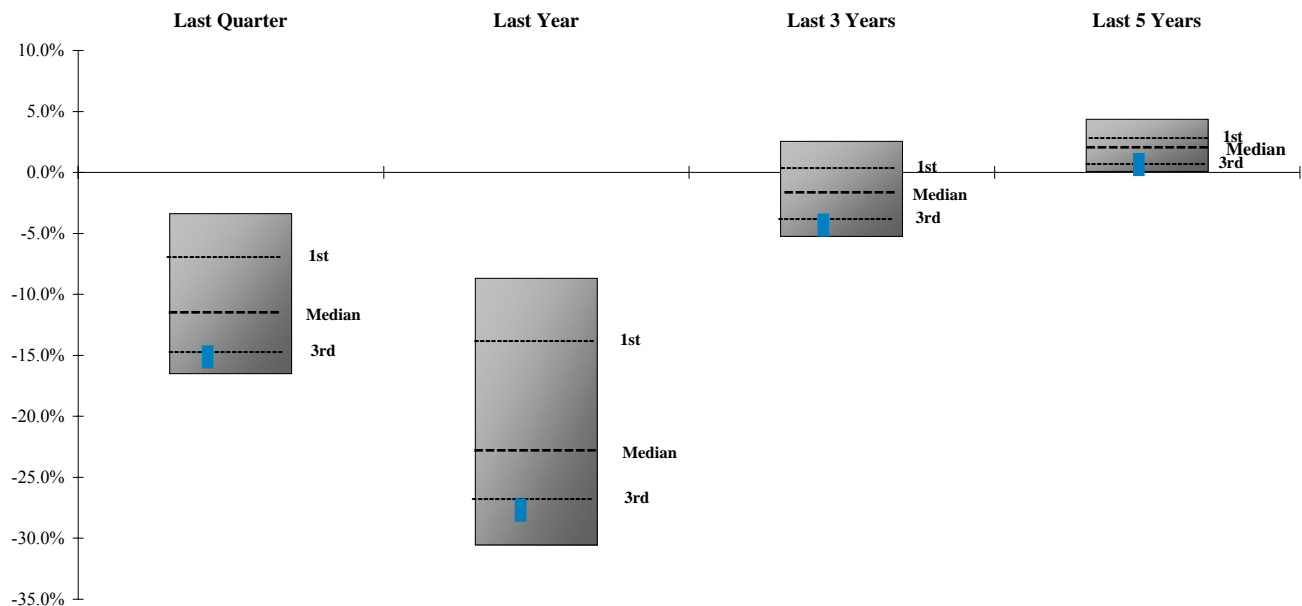 Last Quarter Last Year Last 3 Years Last 5 Years
10.0%
5.0%
1st
Median
0.0%
1st
3rd
Median
-5.0%
3rd
1st
-10.0%
Median
1st
-15.0%
3rd
-20.0%
Median
-25.0%
3rd
-30.0%
-35.0%